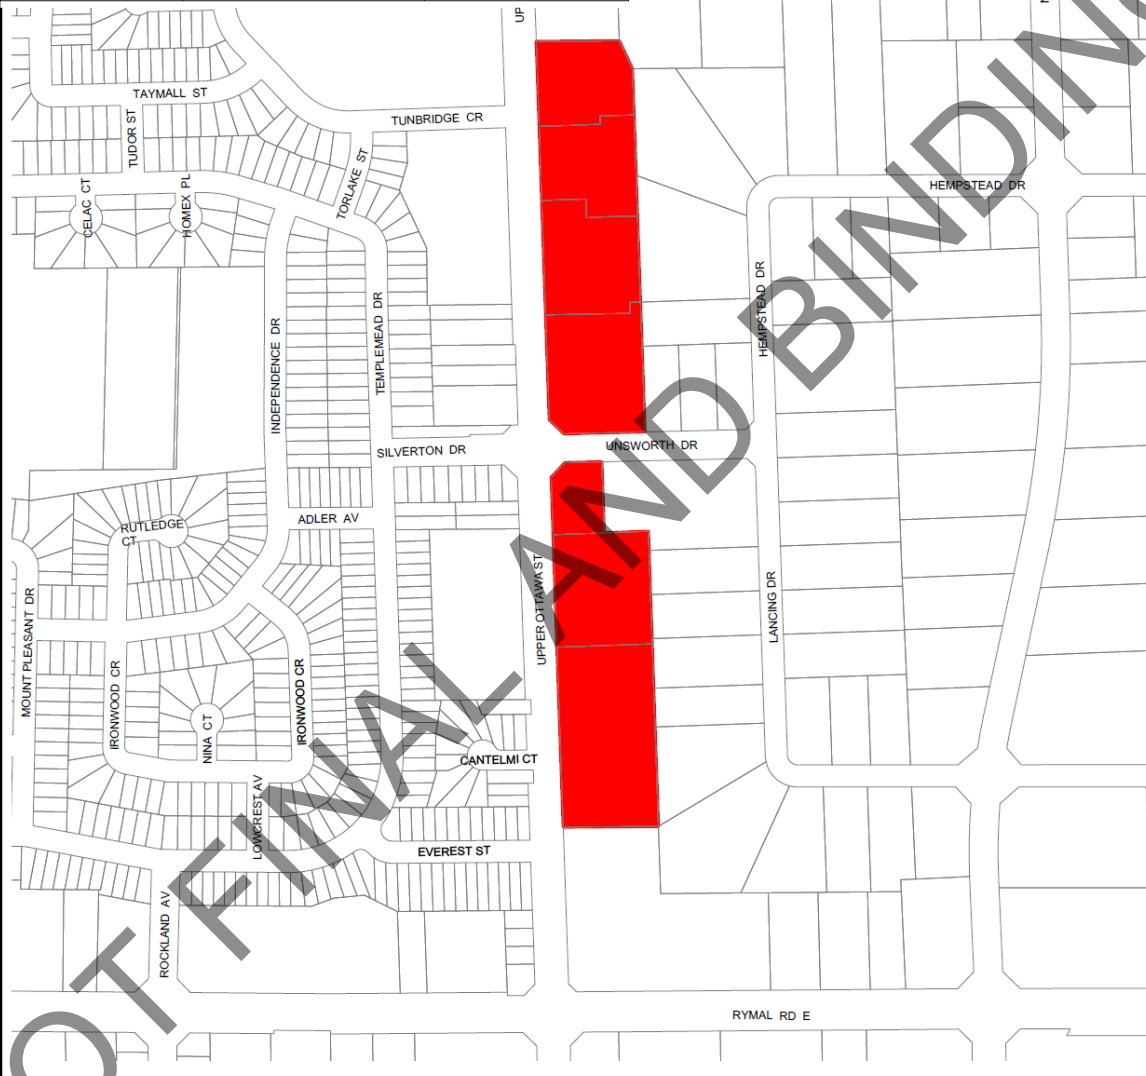 UP
TAYMALL ST
TUNBRIDGE CR
TUDOR ST
TORLAKE ST
HEMPSTEAD DR
CELAC CT
HOMEX PL
HEMPSTEAD DR
INDEPENDENCE DR
TEMPLEMEAD DR
SILVERTON DR
UNSWORTH DR
RUTLEDGE
CT
ADLER AV
UPPER OTTAWA ST
LANCING DR
MOUNT PLEASANT DR
IRONWOOD CR
IRONWOOD CR
NINA CT
CANTELMI CT
LOWCREST AV
EVEREST ST
ROCKLAND AV
RYMAL RD E
OT FINAL AND BINDING